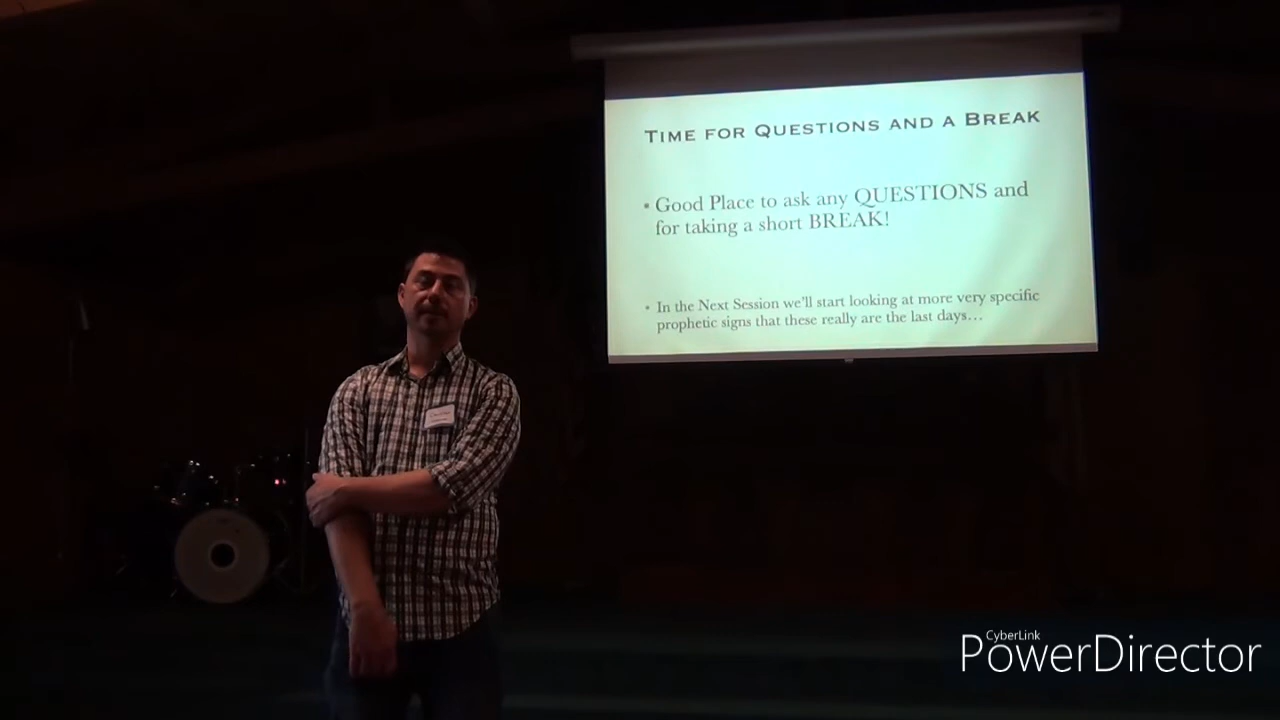 TIME FOR QUESTIONS AND A BREAK
• Good Place to ask any QUESTIONS and
for taking a short BREAK!
• In the Next Session we'll start looking at more very specific
prophetic signs that these really are the last days…
CyberLink
PowerDirector